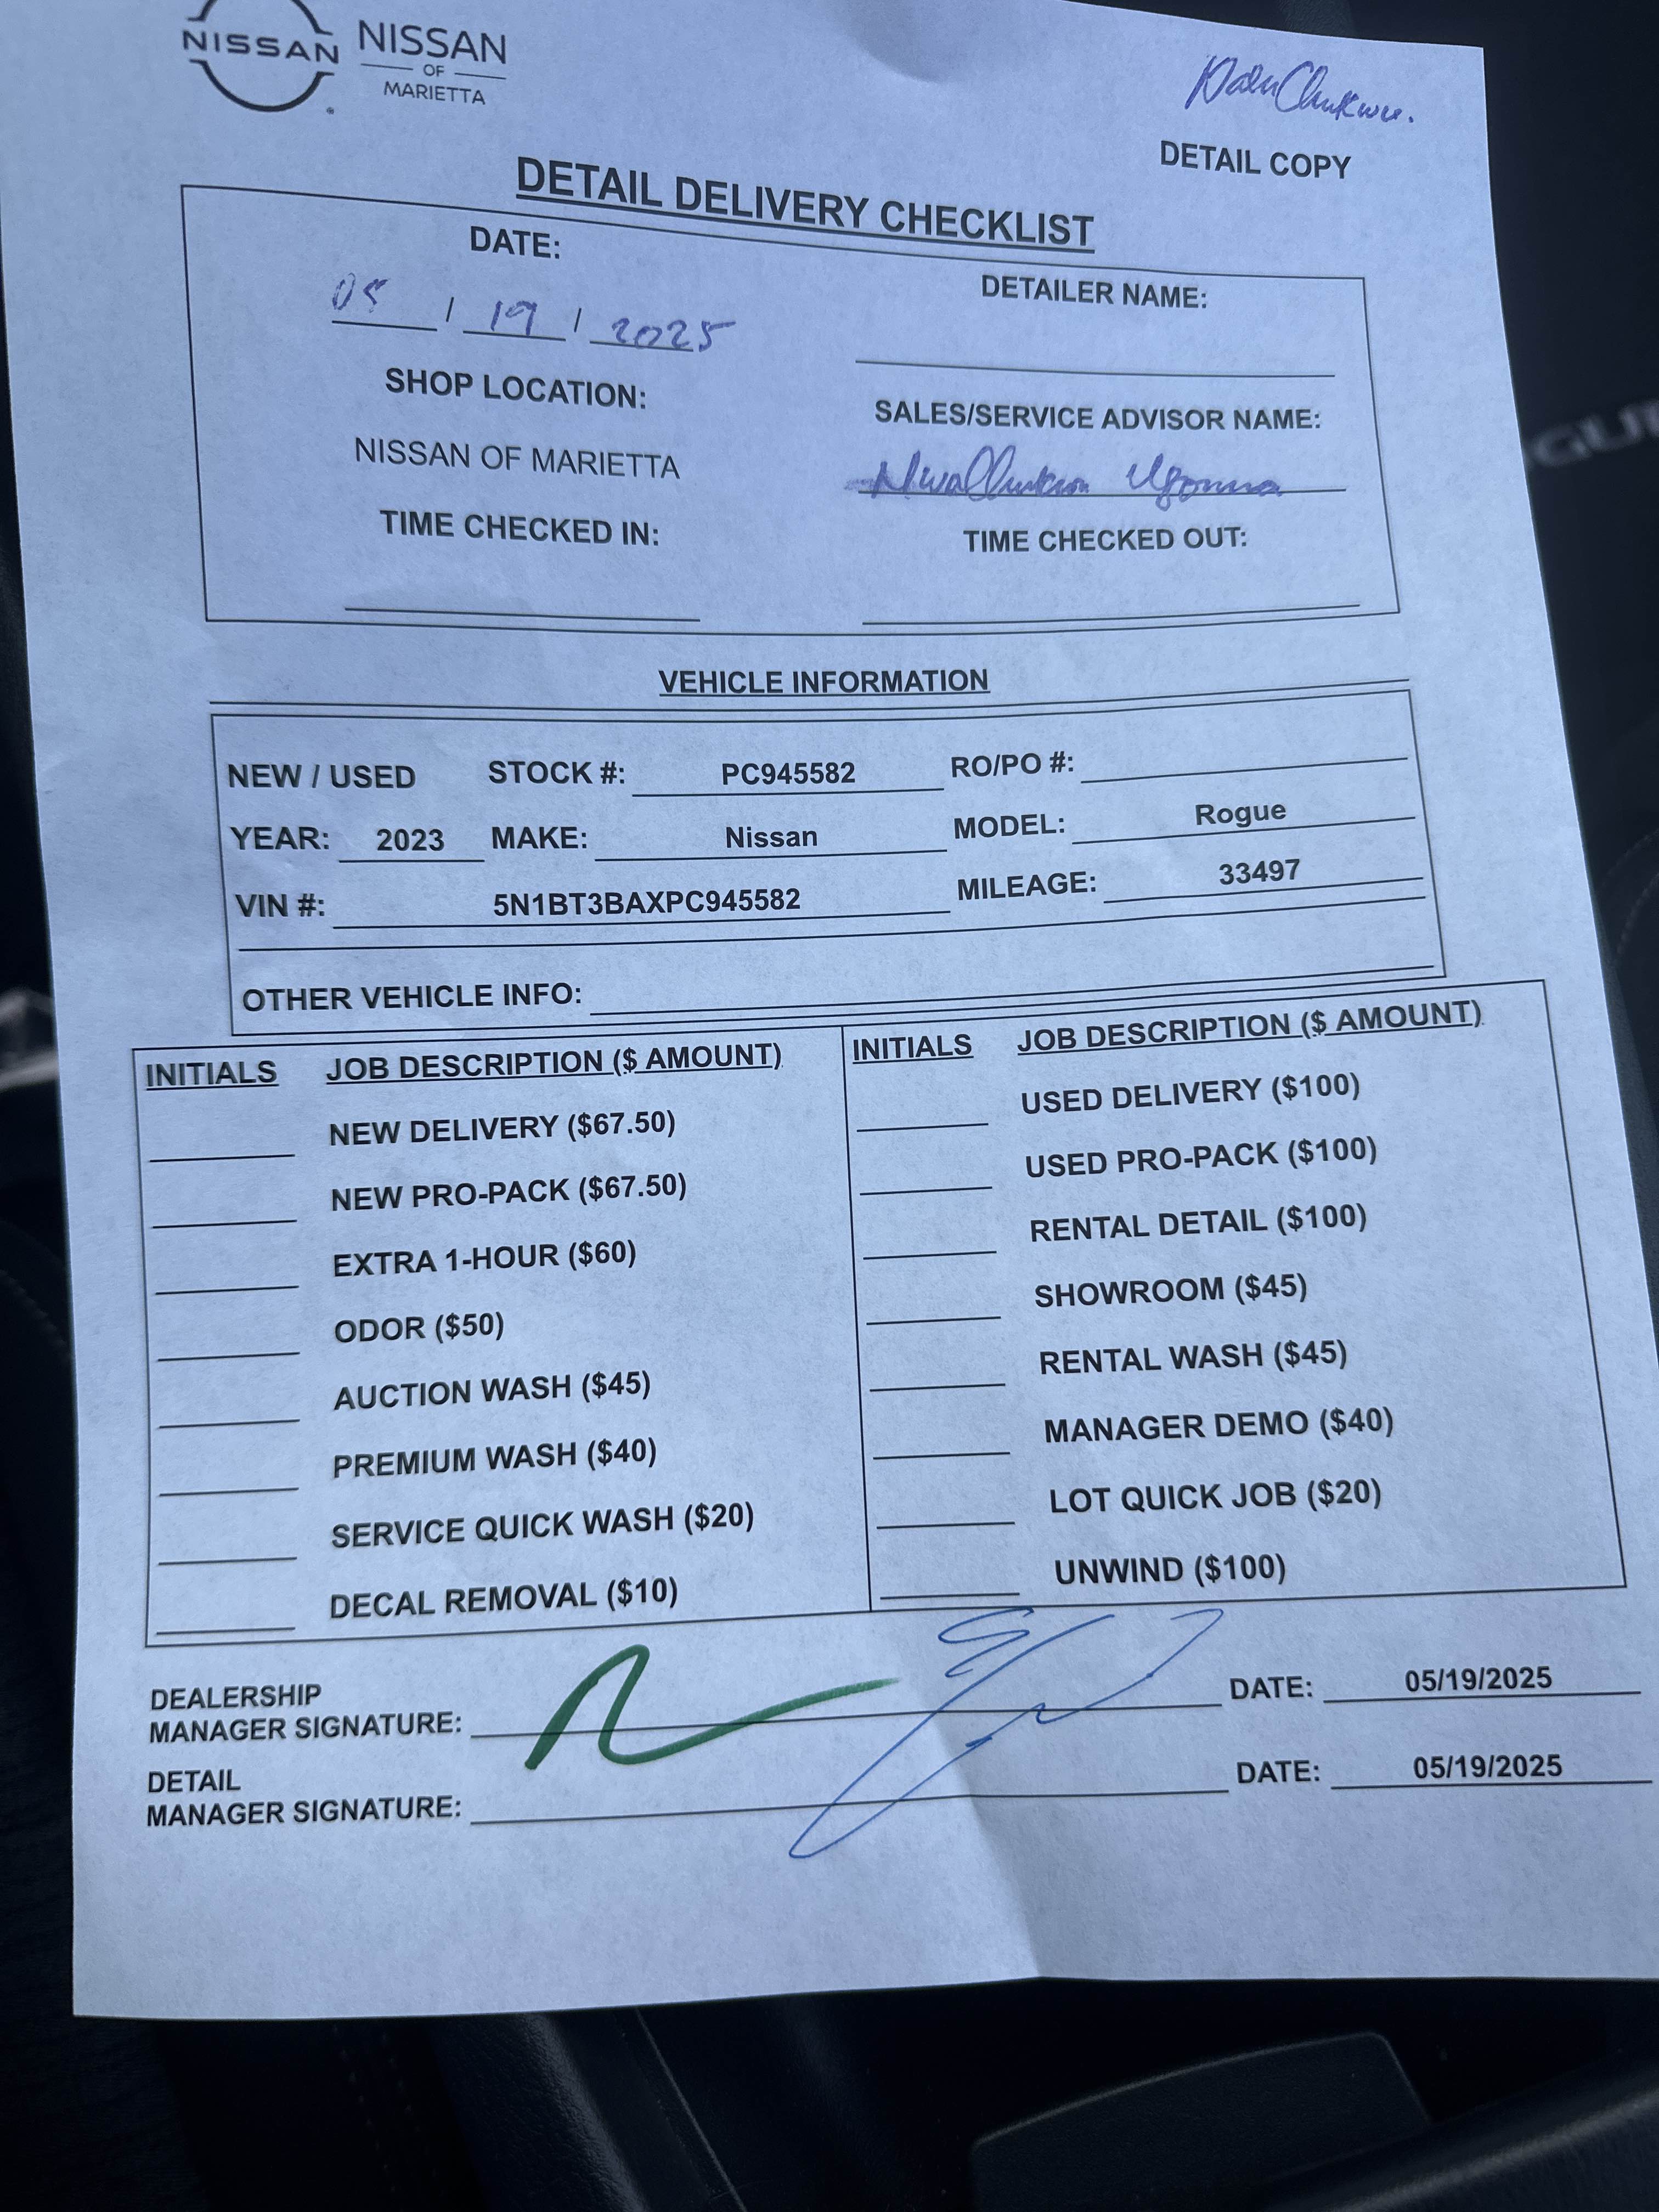 NISSAN
NISSAN
OF
MARIETTA
DETAIL COPY
DETAIL DELIVERY CHECKLIST
DATE:
05 / 19 / 2025
DETAILER NAME:
SHOP LOCATION:
NISSAN OF MARIETTA
SALES/SERVICE ADVISOR NAME:
NwaChukwu Ugonna
TIME CHECKED IN:
TIME CHECKED OUT:
VEHICLE INFORMATION
NEW / USED STOCK #: PC945582 RO/PO #:
YEAR: 2023 MAKE: Nissan MODEL: Rogue
VIN #: 5N1BT3BAXPC945582 MILEAGE: 33497
OTHER VEHICLE INFO:
INITIALS JOB DESCRIPTION ($ AMOUNT)
NEW DELIVERY ($67.50)
NEW PRO-PACK ($67.50)
EXTRA 1-HOUR ($60)
ODOR ($50)
AUCTION WASH ($45)
PREMIUM WASH ($40)
SERVICE QUICK WASH ($20)
DECAL REMOVAL ($10)
INITIALS JOB DESCRIPTION ($ AMOUNT)
USED DELIVERY ($100)
USED PRO-PACK ($100)
RENTAL DETAIL ($100)
SHOWROOM ($45)
RENTAL WASH ($45)
MANAGER DEMO ($40)
LOT QUICK JOB ($20)
UNWIND ($100)
DEALERSHIP
MANAGER SIGNATURE: DATE: 05/19/2025
DETAIL
MANAGER SIGNATURE: DATE: 05/19/2025